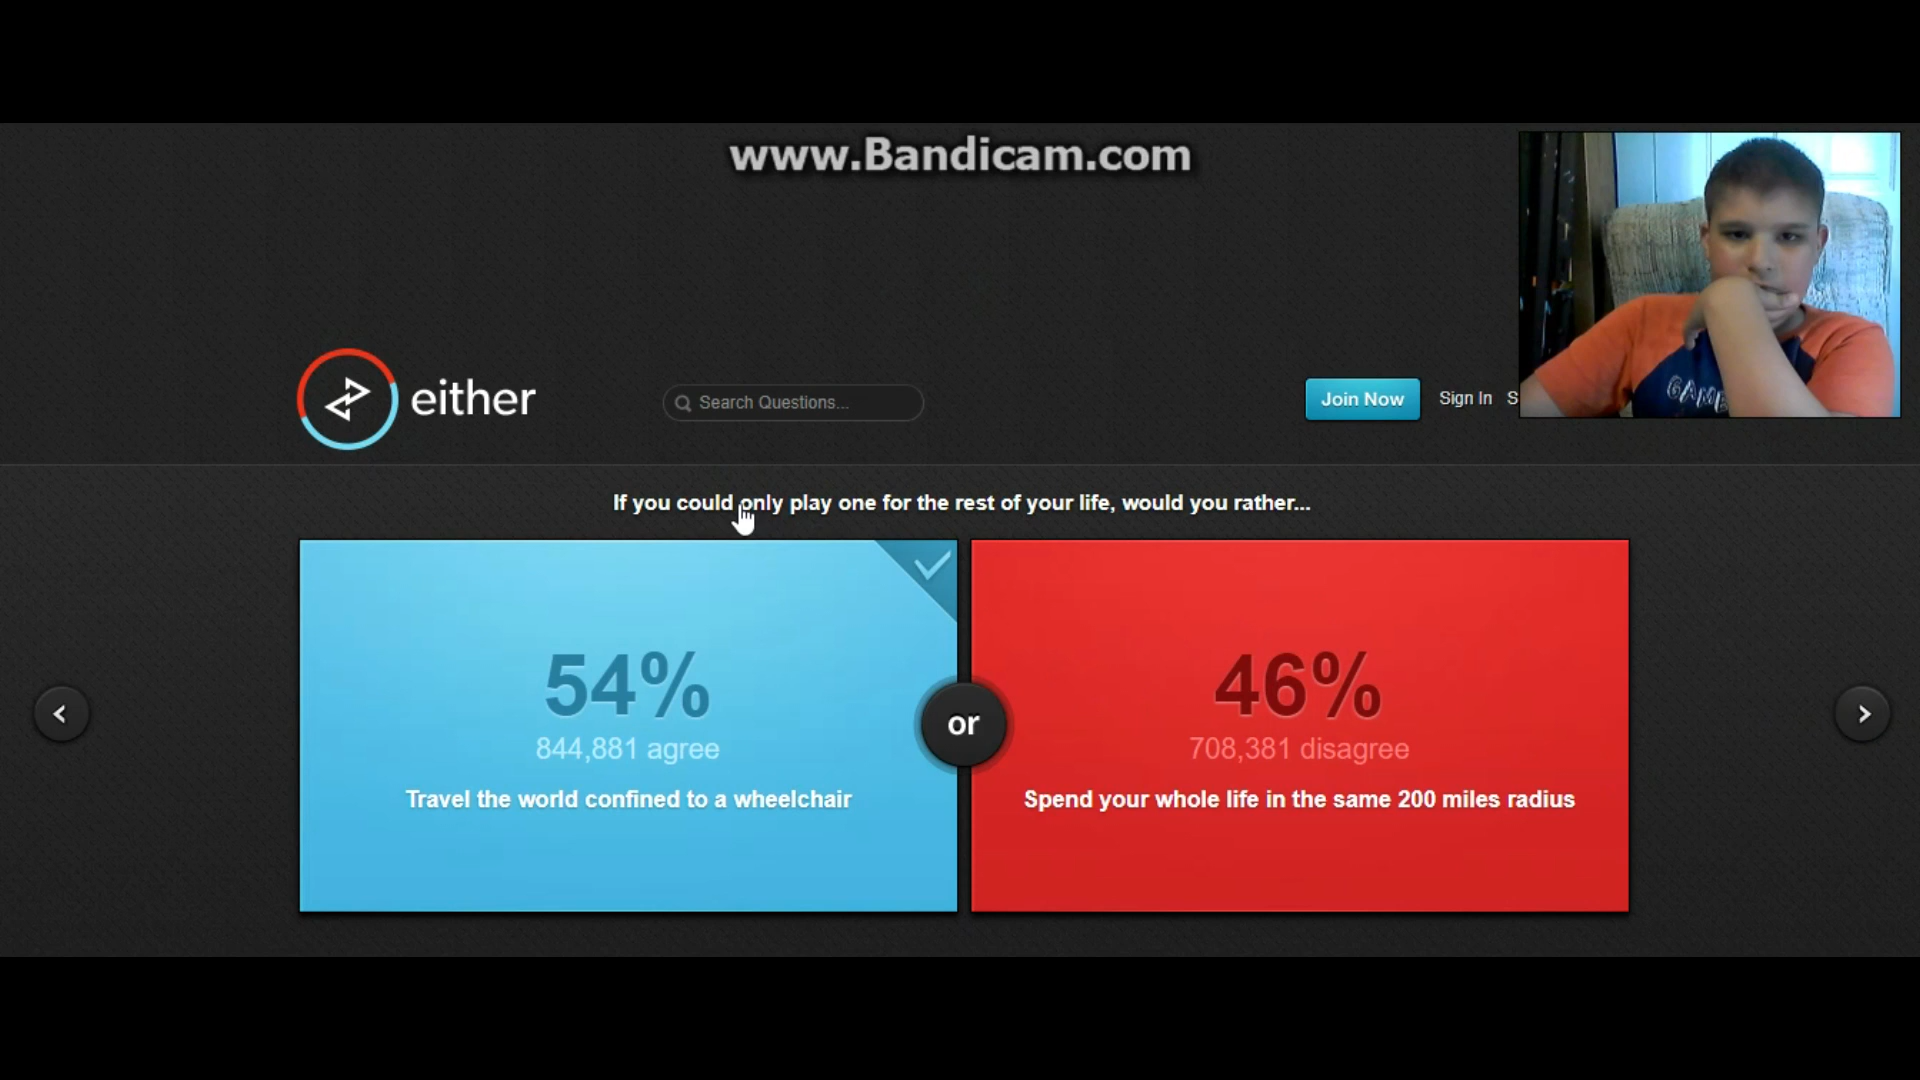 www.Bandicam.com
either
Search Questions...
Join Now
Sign In
S
GAME
If you could only play one for the rest of your life, would you rather...
54%
844,881 agree
Travel the world confined to a wheelchair
or
46%
708,381 disagree
Spend your whole life in the same 200 miles radius